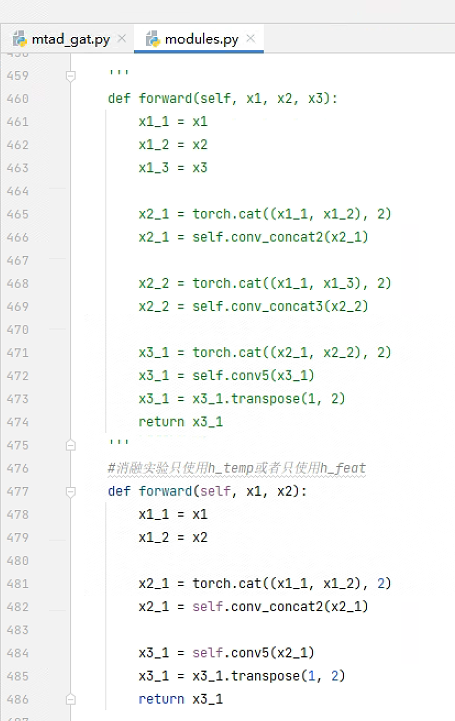 mtad_gat.py × modules.py ×
458
459 '''
460 def forward(self, x1, x2, x3):
461 x1_1 = x1
462 x1_2 = x2
463 x1_3 = x3
464
465 x2_1 = torch.cat((x1_1, x1_2), 2)
466 x2_1 = self.conv_concat2(x2_1)
467
468 x2_2 = torch.cat((x1_1, x1_3), 2)
469 x2_2 = self.conv_concat3(x2_2)
470
471 x3_1 = torch.cat((x2_1, x2_2), 2)
472 x3_1 = self.conv5(x3_1)
473 x3_1 = x3_1.transpose(1, 2)
474 return x3_1
475 '''
476 #消融实验只使用h_temp或者只使用h_feat
477 def forward(self, x1, x2):
478 x1_1 = x1
479 x1_2 = x2
480
481 x2_1 = torch.cat((x1_1, x1_2), 2)
482 x2_1 = self.conv_concat2(x2_1)
483
484 x3_1 = self.conv5(x2_1)
485 x3_1 = x3_1.transpose(1, 2)
486 return x3_1
487